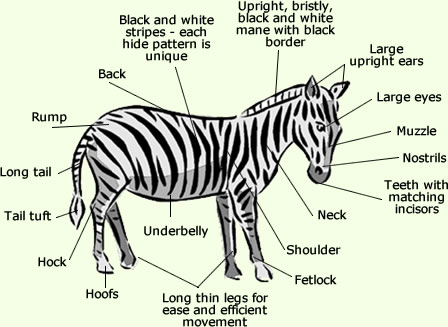 Black and white
stripes - each
hide pattern is
unique
Upright, bristly,
black and white
mane with black
border
Large
upright ears
Back
Large eyes
Rump
Muzzle
Nostrils
Long tail
Teeth with
matching
incisors
Tail tuft
Neck
Underbelly
Shoulder
Hock
Fetlock
Hoofs
Long thin legs for
ease and efficient
movement